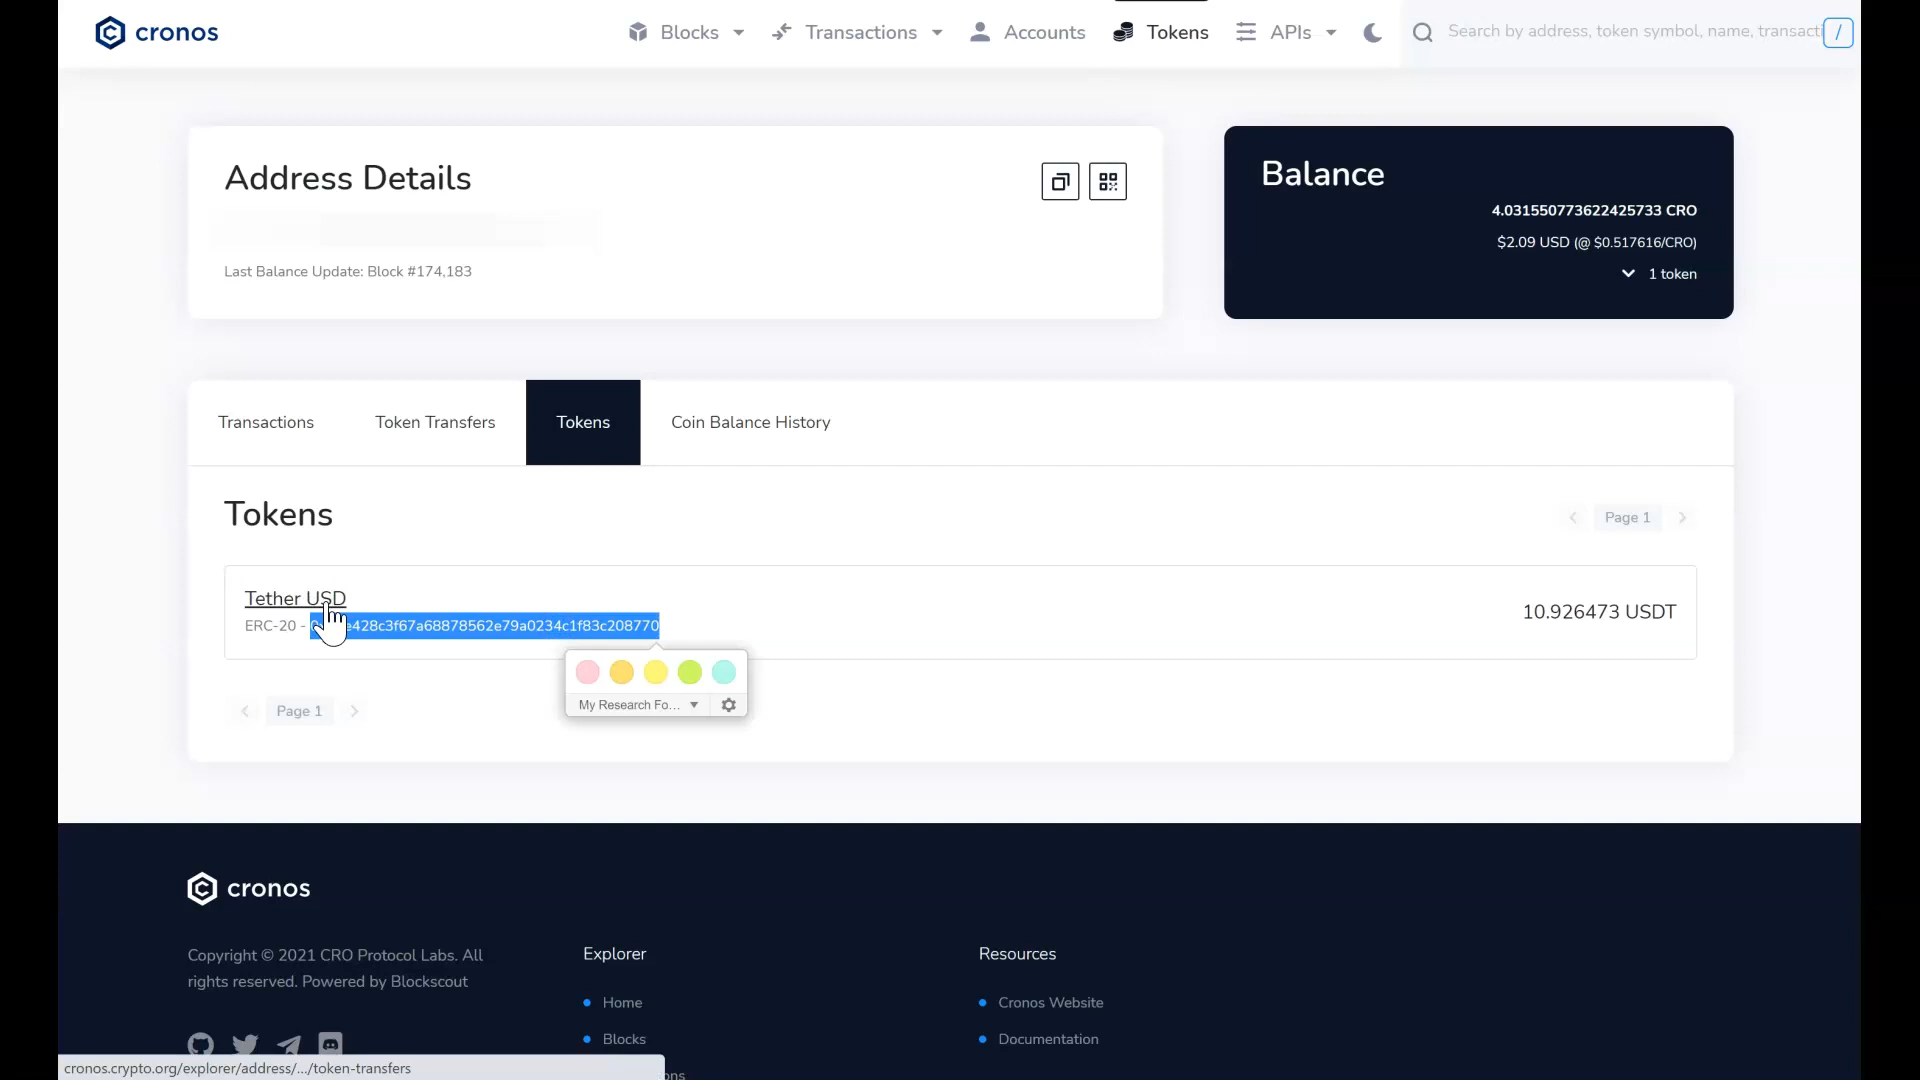 cronos
Blocks
Transactions
Accounts
Tokens
APIs
Search by address, token symbol, name, transacti
/
Address Details
Last Balance Update: Block #174,183
Balance
4.031550773622425733 CRO
$2.09 USD (@ $0.517616/CRO)
1 token
Transactions
Token Transfers
Tokens
Coin Balance History
Tokens
Page 1
Tether USD
ERC-20 - e428c3f67a68878562e79a0234c1f83c208770
10.926473 USDT
My Research Fo...
Page 1
cronos
Copyright © 2021 CRO Protocol Labs. All
rights reserved. Powered by Blockscout
Explorer
Home
Blocks
Resources
Cronos Website
Documentation
cronos.crypto.org/explorer/address/.../token-transfers